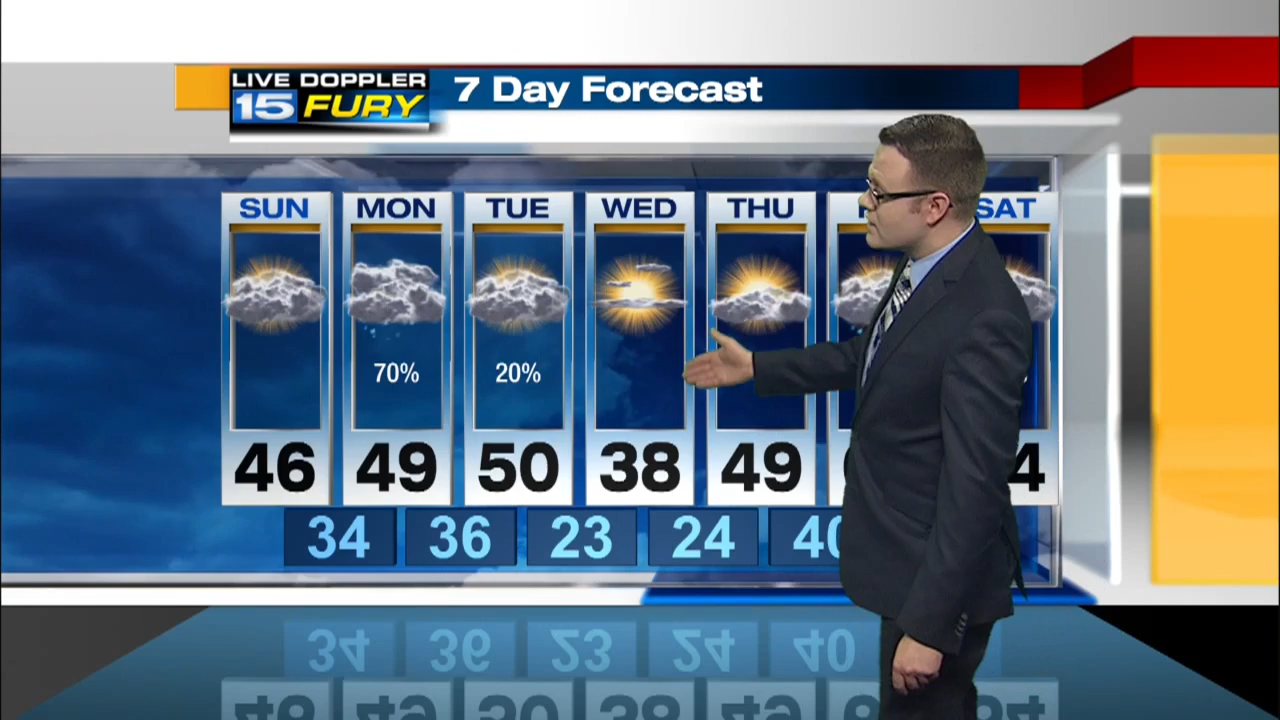 LIVE DOPPLER
15 FURY
7 Day Forecast
SUN MON TUE WED THU SAT
70% 20%
46 49 50 38 49
34 36 23 24 40